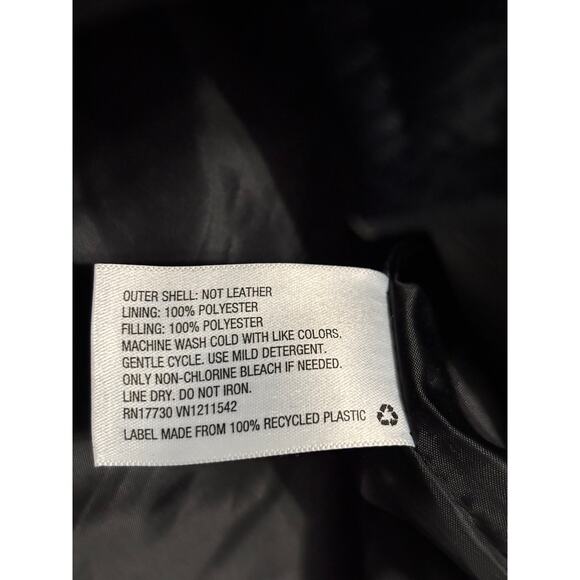 OUTER SHELL: NOT LEATHER
LINING: 100% POLYESTER
FILLING: 100% POLYESTER
MACHINE WASH COLD WITH LIKE COLORS.
GENTLE CYCLE. USE MILD DETERGENT.
ONLY NON-CHLORINE BLEACH IF NEEDED.
LINE DRY. DO NOT IRON.
RN17730 VN1211542
LABEL MADE FROM 100% RECYCLED PLASTIC